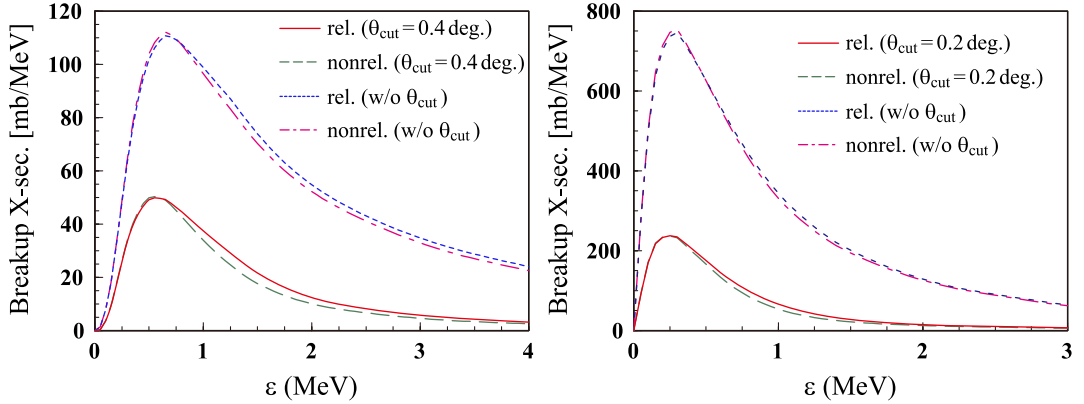 Breakup X-sec. [mb/MeV]
120
100
80
60
40
20
0
rel. (θcut = 0.4 deg.)
nonrel. (θcut = 0.4 deg.)
rel. (w/o θcut)
nonrel. (w/o θcut)
0 1 2 3 4
ε (MeV)
Breakup X-sec. [mb/MeV]
800
600
400
200
0
rel. (θcut = 0.2 deg.)
nonrel. (θcut = 0.2 deg.)
rel. (w/o θcut)
nonrel. (w/o θcut)
0 1 2 3
ε (MeV)